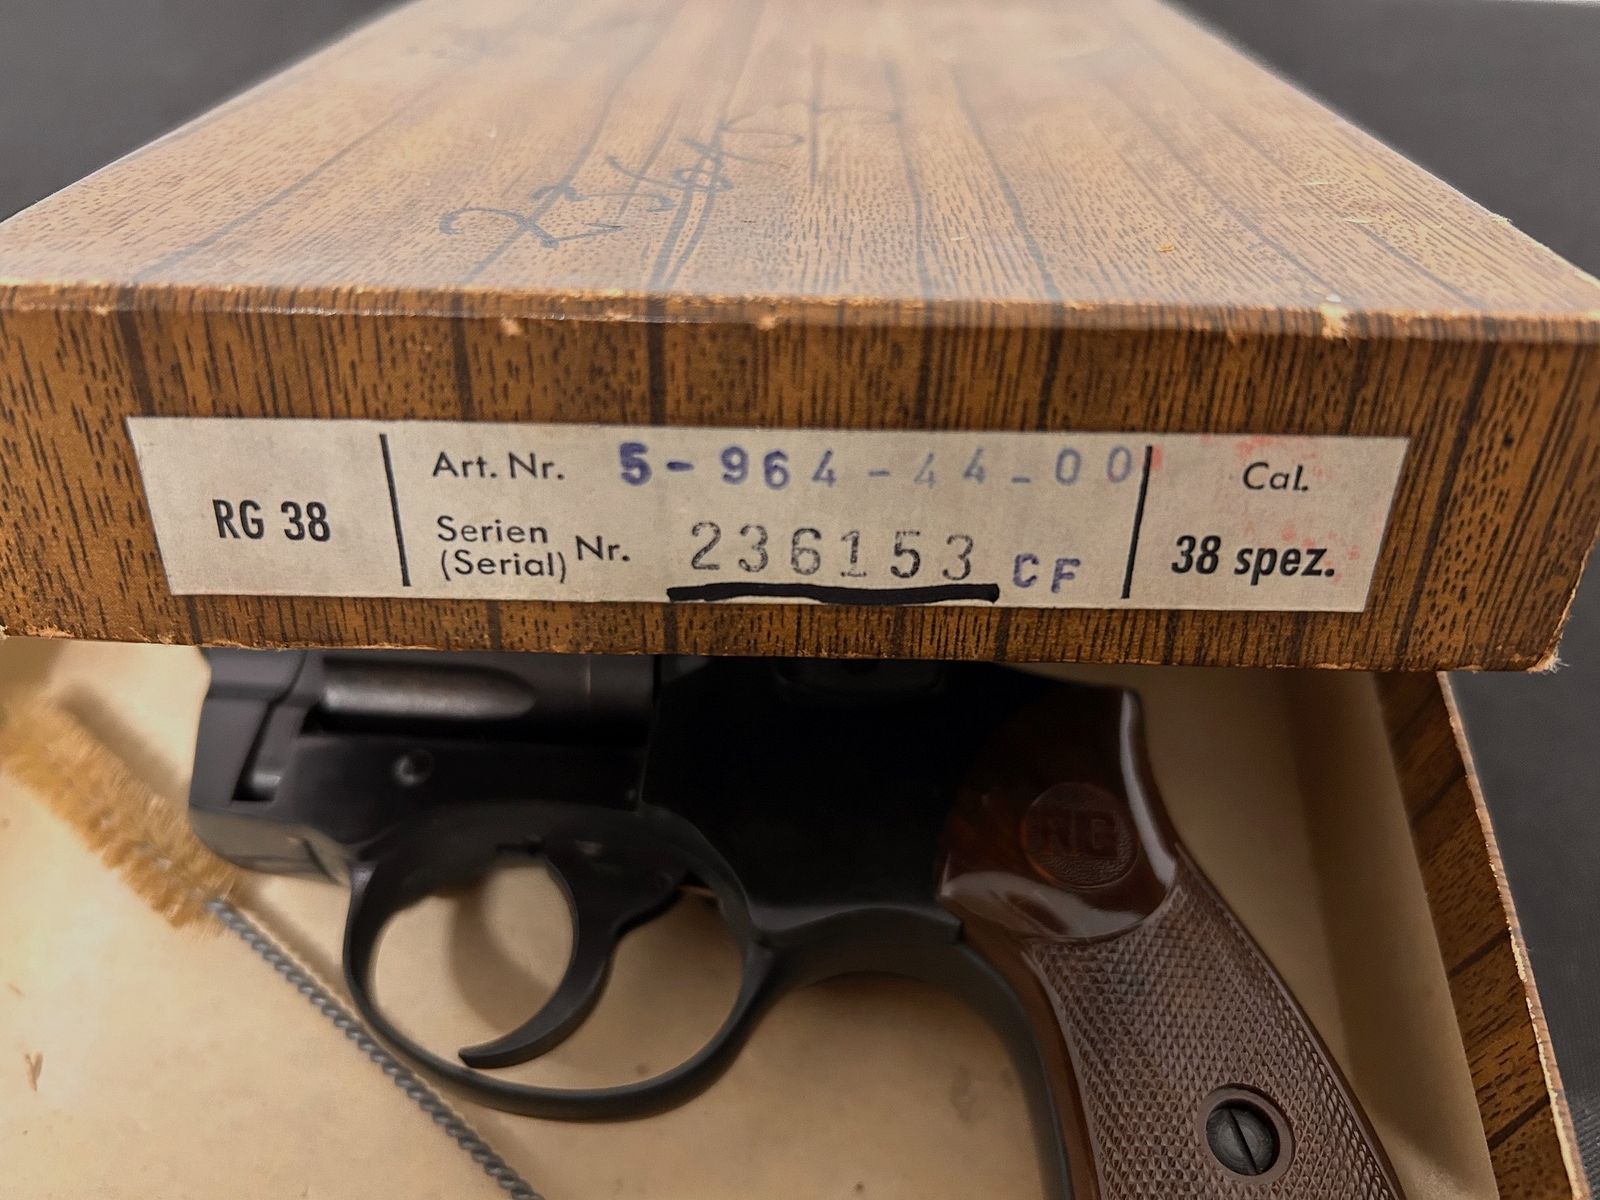 RG 38
Art. Nr. 5-964-44-00
Serien (Serial) Nr. 236153 CF
Cal.
38 spez.
RG